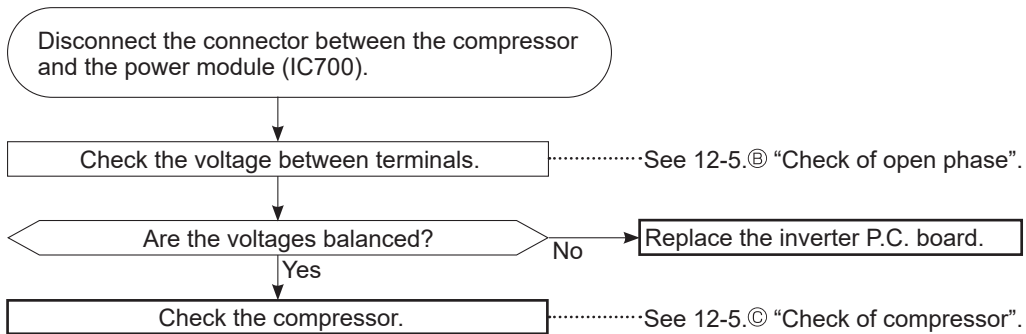 Disconnect the connector between the compressor
and the power module (IC700).
Check the voltage between terminals.
See 12-5.Ⓑ “Check of open phase”.
Are the voltages balanced?
No
Replace the inverter P.C. board.
Yes
Check the compressor.
See 12-5.Ⓒ “Check of compressor”.